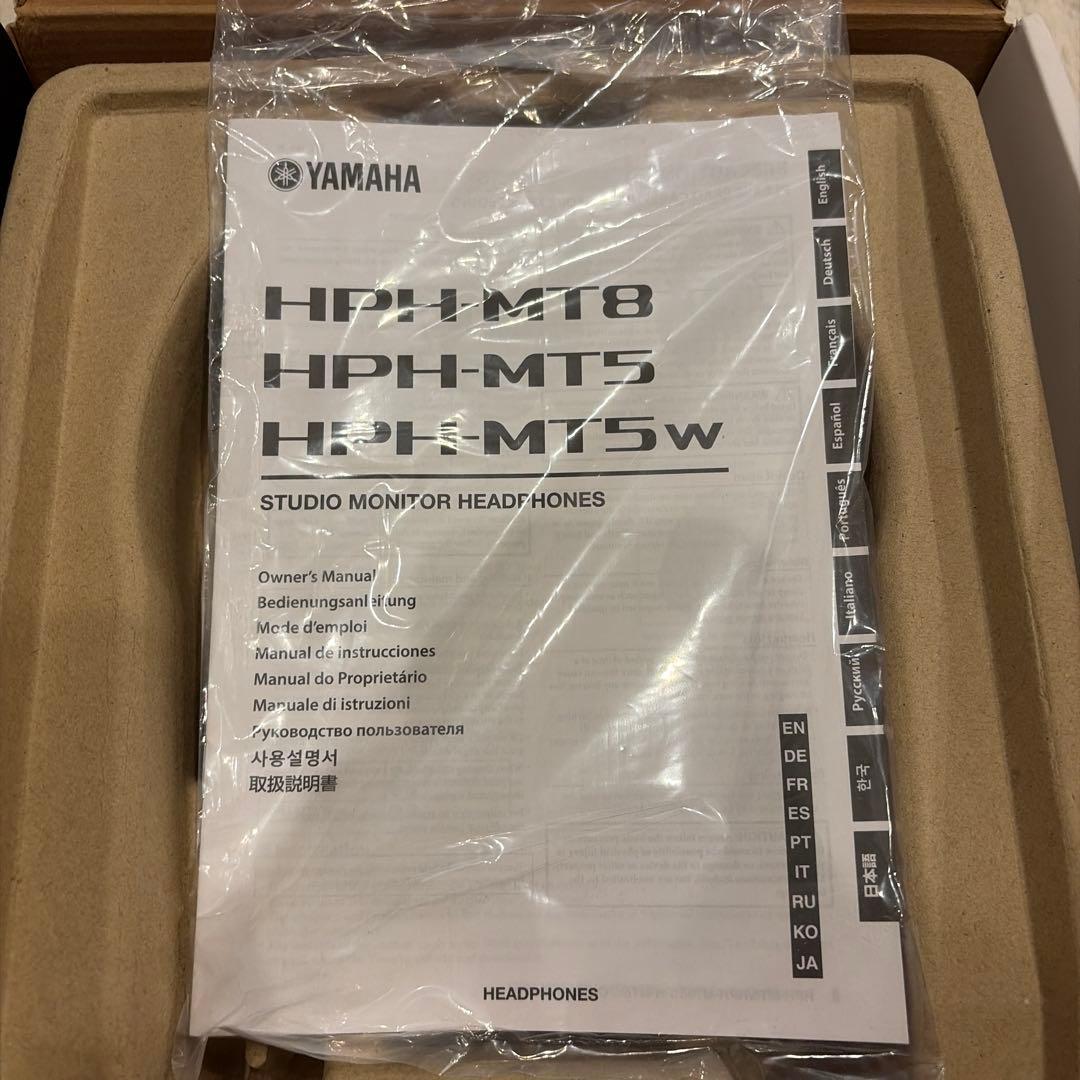 YAMAHA
HPH-MT8
HPH-MT5
HPH-MT5W
STUDIO MONITOR HEADPHONES
Owner's Manual
Bedienungsanleitung
Mode d'emploi
Manual de instrucciones
Manual do Proprietário
Manuale di istruzioni
Руководство пользователя
사용설명서
取扱説明書
English
Deutsch
Français
Español
Português
Italiano
Русский
한국
日本語
EN
DE
FR
ES
PT
IT
RU
KO
JA
HEADPHONES